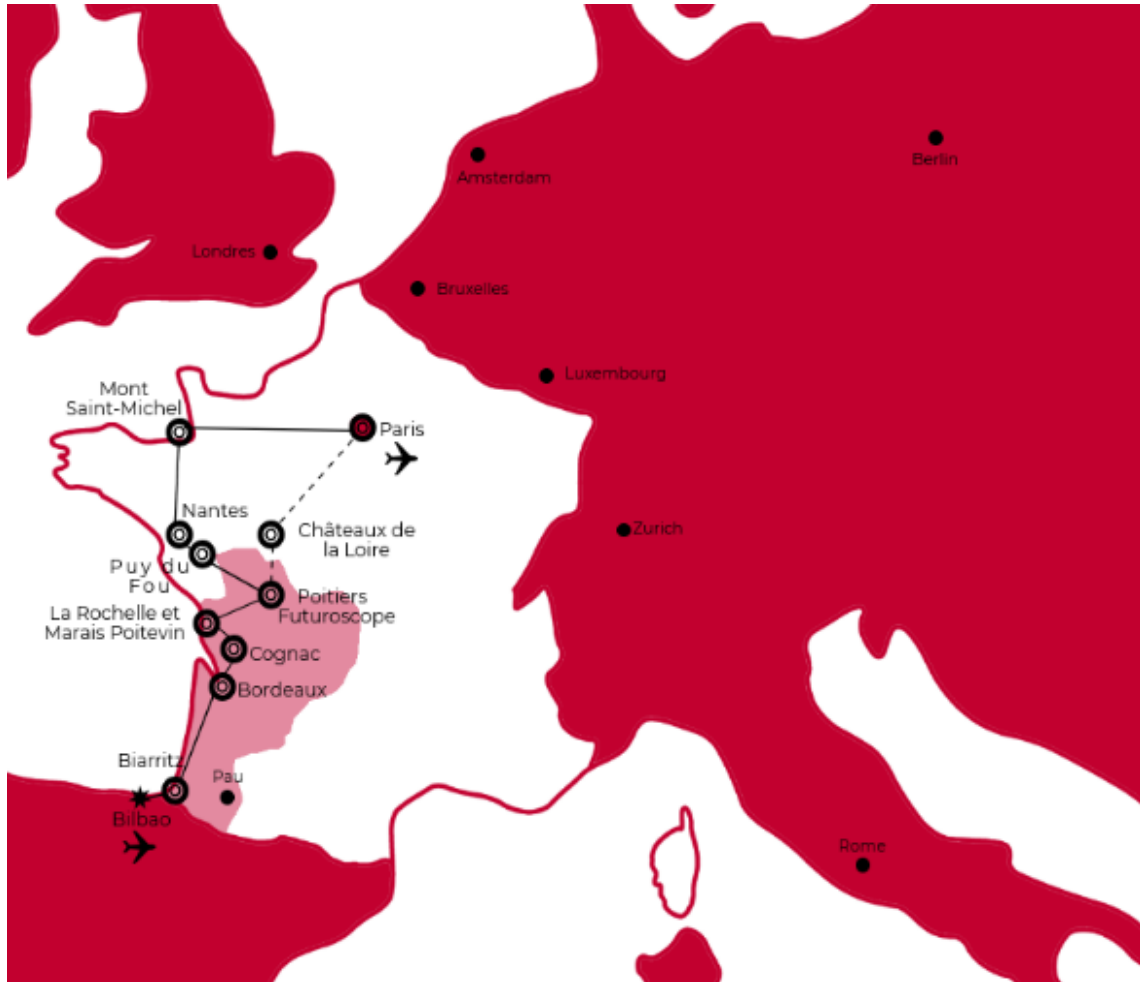 Berlin
Amsterdam
Londres
Bruxelles
Luxembourg
Mont
Saint-Michel
Paris
Nantes
Châteaux de
la Loire
Zurich
Puy du
Fou
Poitiers
Futuroscope
La Rochelle et
Marais Poitevin
Cognac
Bordeaux
Biarritz
Pau
Bilbao
Rome